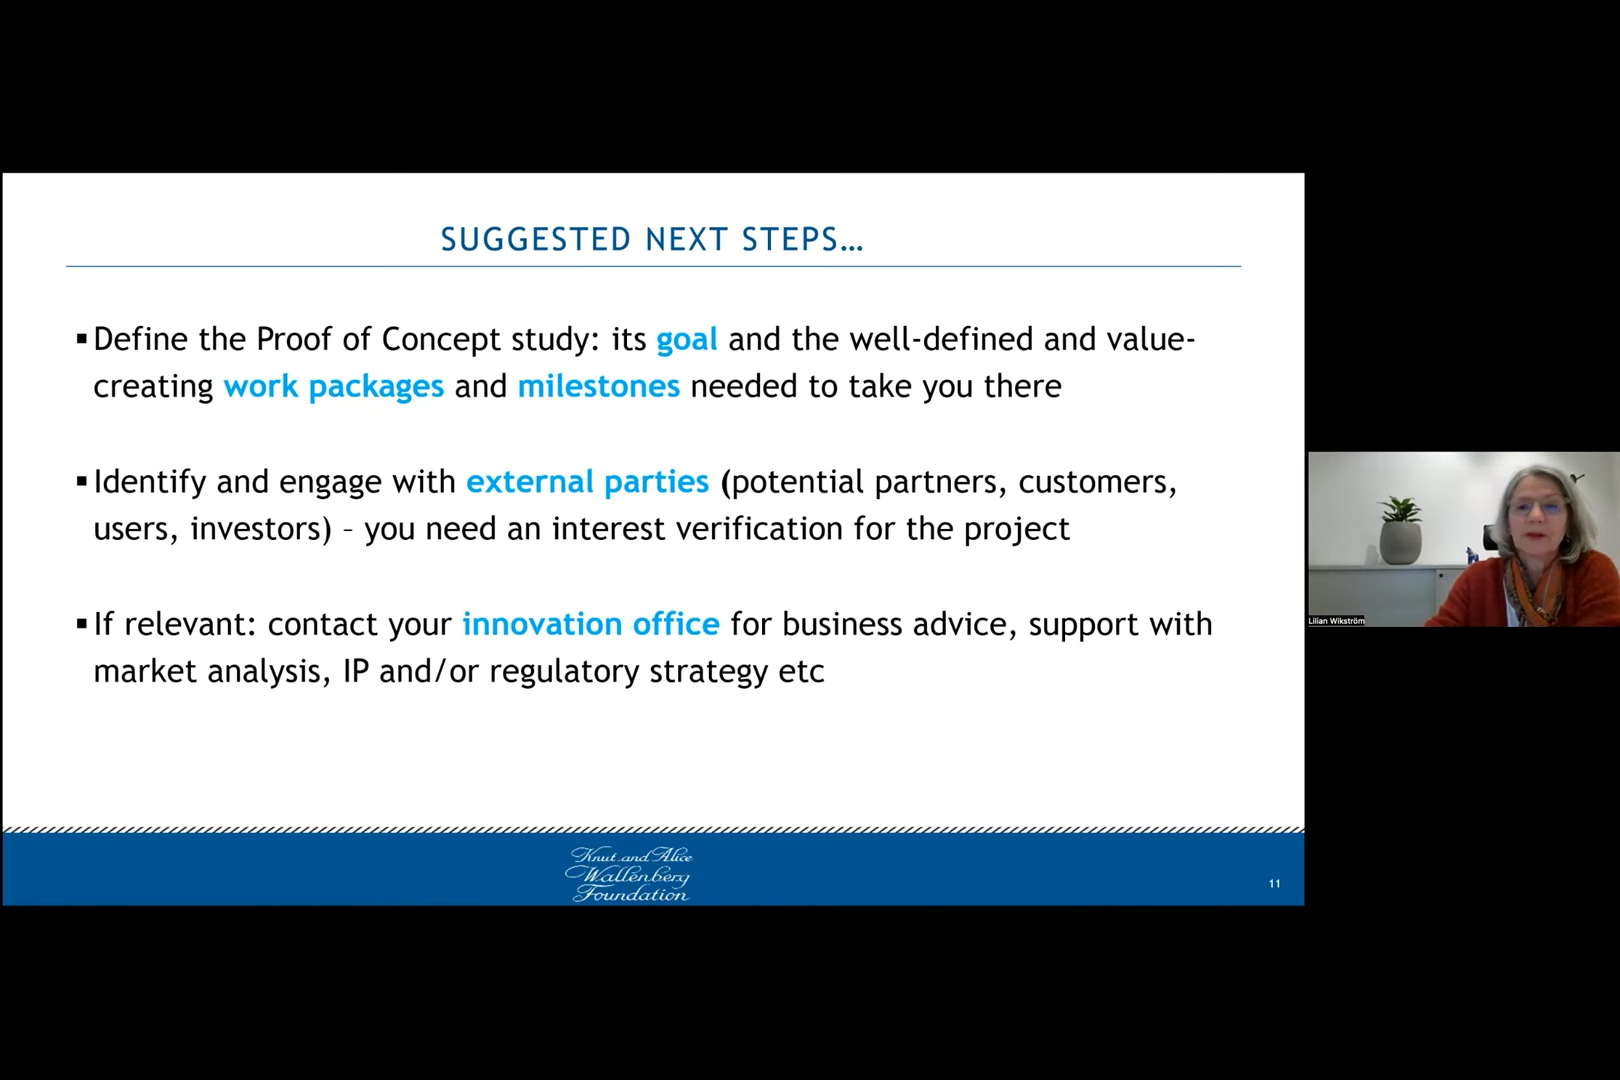 SUGGESTED NEXT STEPS…
▪Define the Proof of Concept study: its goal and the well-defined and value-
creating work packages and milestones needed to take you there
▪Identify and engage with external parties (potential partners, customers,
users, investors) – you need an interest verification for the project
▪If relevant: contact your innovation office for business advice, support with
market analysis, IP and/or regulatory strategy etc
Lilian Wikström
Knut and Alice
Wallenberg
Foundation
11